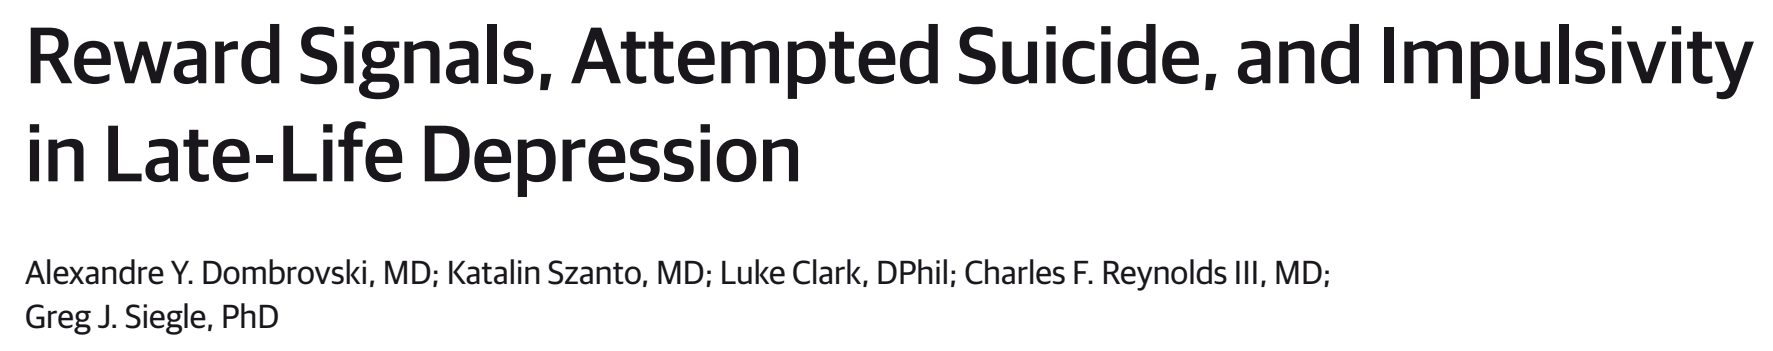 Reward Signals, Attempted Suicide, and Impulsivity
in Late-Life Depression
Alexandre Y. Dombrovski, MD; Katalin Szanto, MD; Luke Clark, DPhil; Charles F. Reynolds III, MD;
Greg J. Siegle, PhD